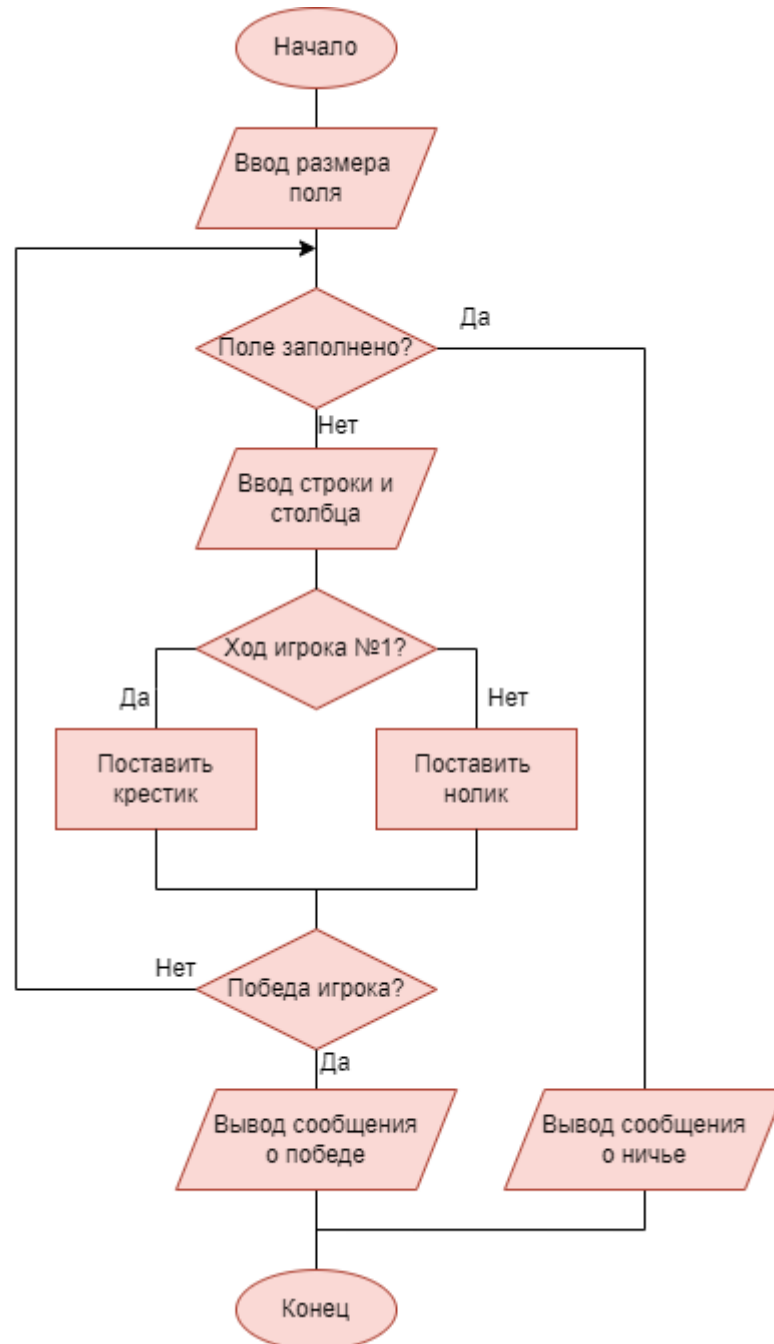 Начало
Ввод размера
поля
Поле заполнено?
Да
Нет
Ввод строки и
столбца
Ход игрока №1?
Да
Нет
Поставить
крестик
Поставить
нолик
Победа игрока?
Нет
Да
Вывод сообщения
о победе
Вывод сообщения
о ничье
Конец